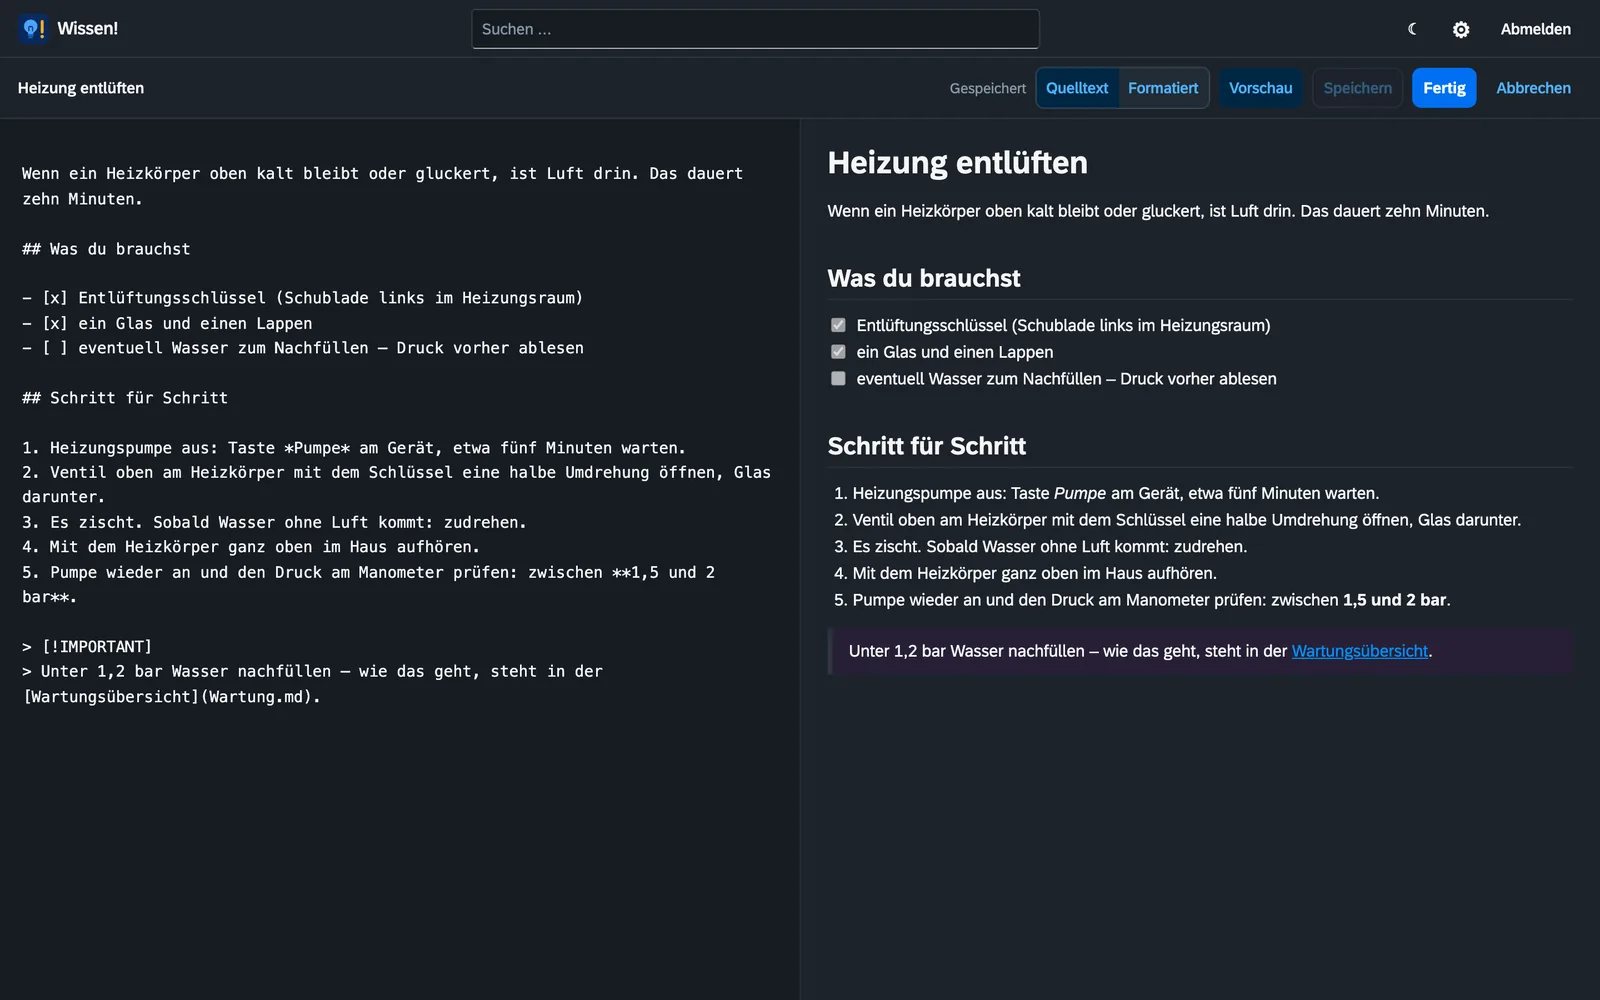 Wissen!
Suchen ...
Abmelden
Heizung entlüften
Gespeichert
Quelltext
Formatiert
Vorschau
Speichern
Fertig
Abbrechen
Wenn ein Heizkörper oben kalt bleibt oder gluckert, ist Luft drin. Das dauert
zehn Minuten.
## Was du brauchst
- [x] Entlüftungsschlüssel (Schublade links im Heizungsraum)
- [x] ein Glas und einen Lappen
- [ ] eventuell Wasser zum Nachfüllen – Druck vorher ablesen
## Schritt für Schritt
1. Heizungspumpe aus: Taste *Pumpe* am Gerät, etwa fünf Minuten warten.
2. Ventil oben am Heizkörper mit dem Schlüssel eine halbe Umdrehung öffnen, Glas
darunter.
3. Es zischt. Sobald Wasser ohne Luft kommt: zudrehen.
4. Mit dem Heizkörper ganz oben im Haus aufhören.
5. Pumpe wieder an und den Druck am Manometer prüfen: zwischen **1,5 und 2
bar**.
> [!IMPORTANT]
> Unter 1,2 bar Wasser nachfüllen – wie das geht, steht in der
[Wartungsübersicht](Wartung.md).
Heizung entlüften
Wenn ein Heizkörper oben kalt bleibt oder gluckert, ist Luft drin. Das dauert zehn Minuten.
Was du brauchst
Entlüftungsschlüssel (Schublade links im Heizungsraum)
ein Glas und einen Lappen
eventuell Wasser zum Nachfüllen – Druck vorher ablesen
Schritt für Schritt
1. Heizungspumpe aus: Taste Pumpe am Gerät, etwa fünf Minuten warten.
2. Ventil oben am Heizkörper mit dem Schlüssel eine halbe Umdrehung öffnen, Glas darunter.
3. Es zischt. Sobald Wasser ohne Luft kommt: zudrehen.
4. Mit dem Heizkörper ganz oben im Haus aufhören.
5. Pumpe wieder an und den Druck am Manometer prüfen: zwischen 1,5 und 2 bar.
Unter 1,2 bar Wasser nachfüllen – wie das geht, steht in der Wartungsübersicht.